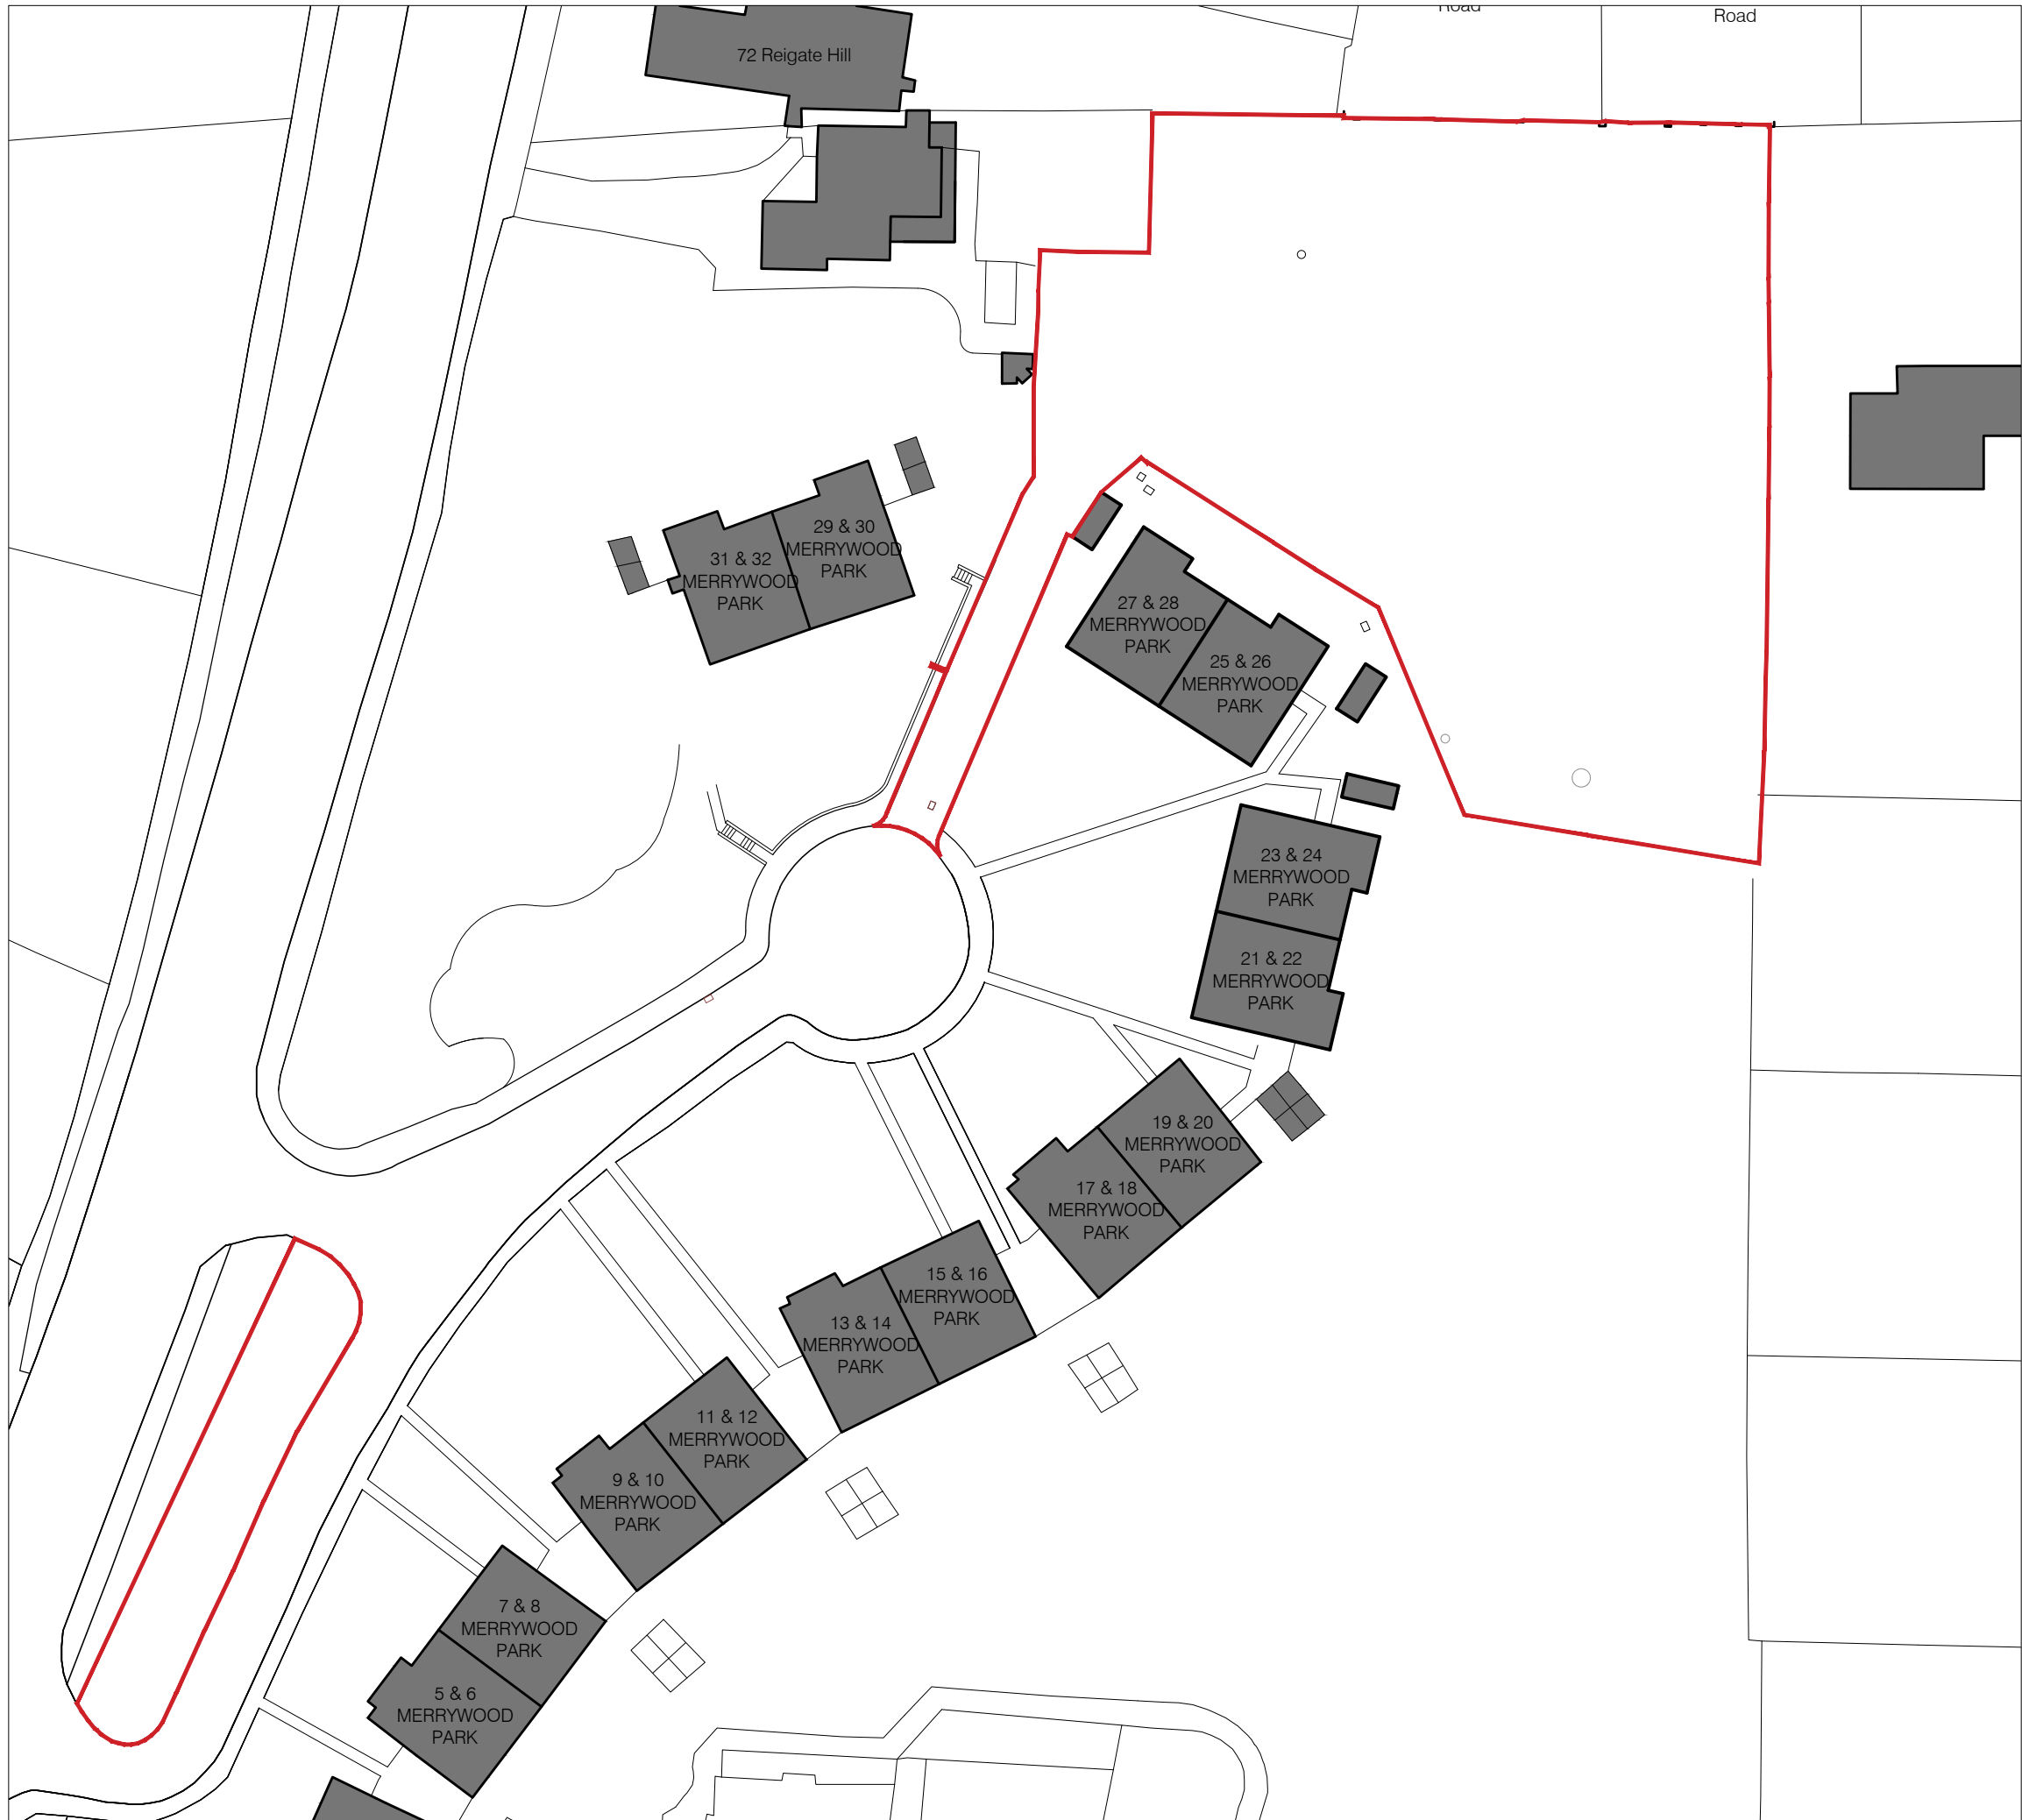 Road
Road
72 Reigate Hill
29 & 30
MERRYWOOD
PARK
31 & 32
MERRYWOOD
PARK
27 & 28
MERRYWOOD
PARK
25 & 26
MERRYWOOD
PARK
23 & 24
MERRYWOOD
PARK
21 & 22
MERRYWOOD
PARK
19 & 20
MERRYWOOD
PARK
17 & 18
MERRYWOOD
PARK
15 & 16
MERRYWOOD
PARK
13 & 14
MERRYWOOD
PARK
11 & 12
MERRYWOOD
PARK
9 & 10
MERRYWOOD
PARK
7 & 8
MERRYWOOD
PARK
5 & 6
MERRYWOOD
PARK